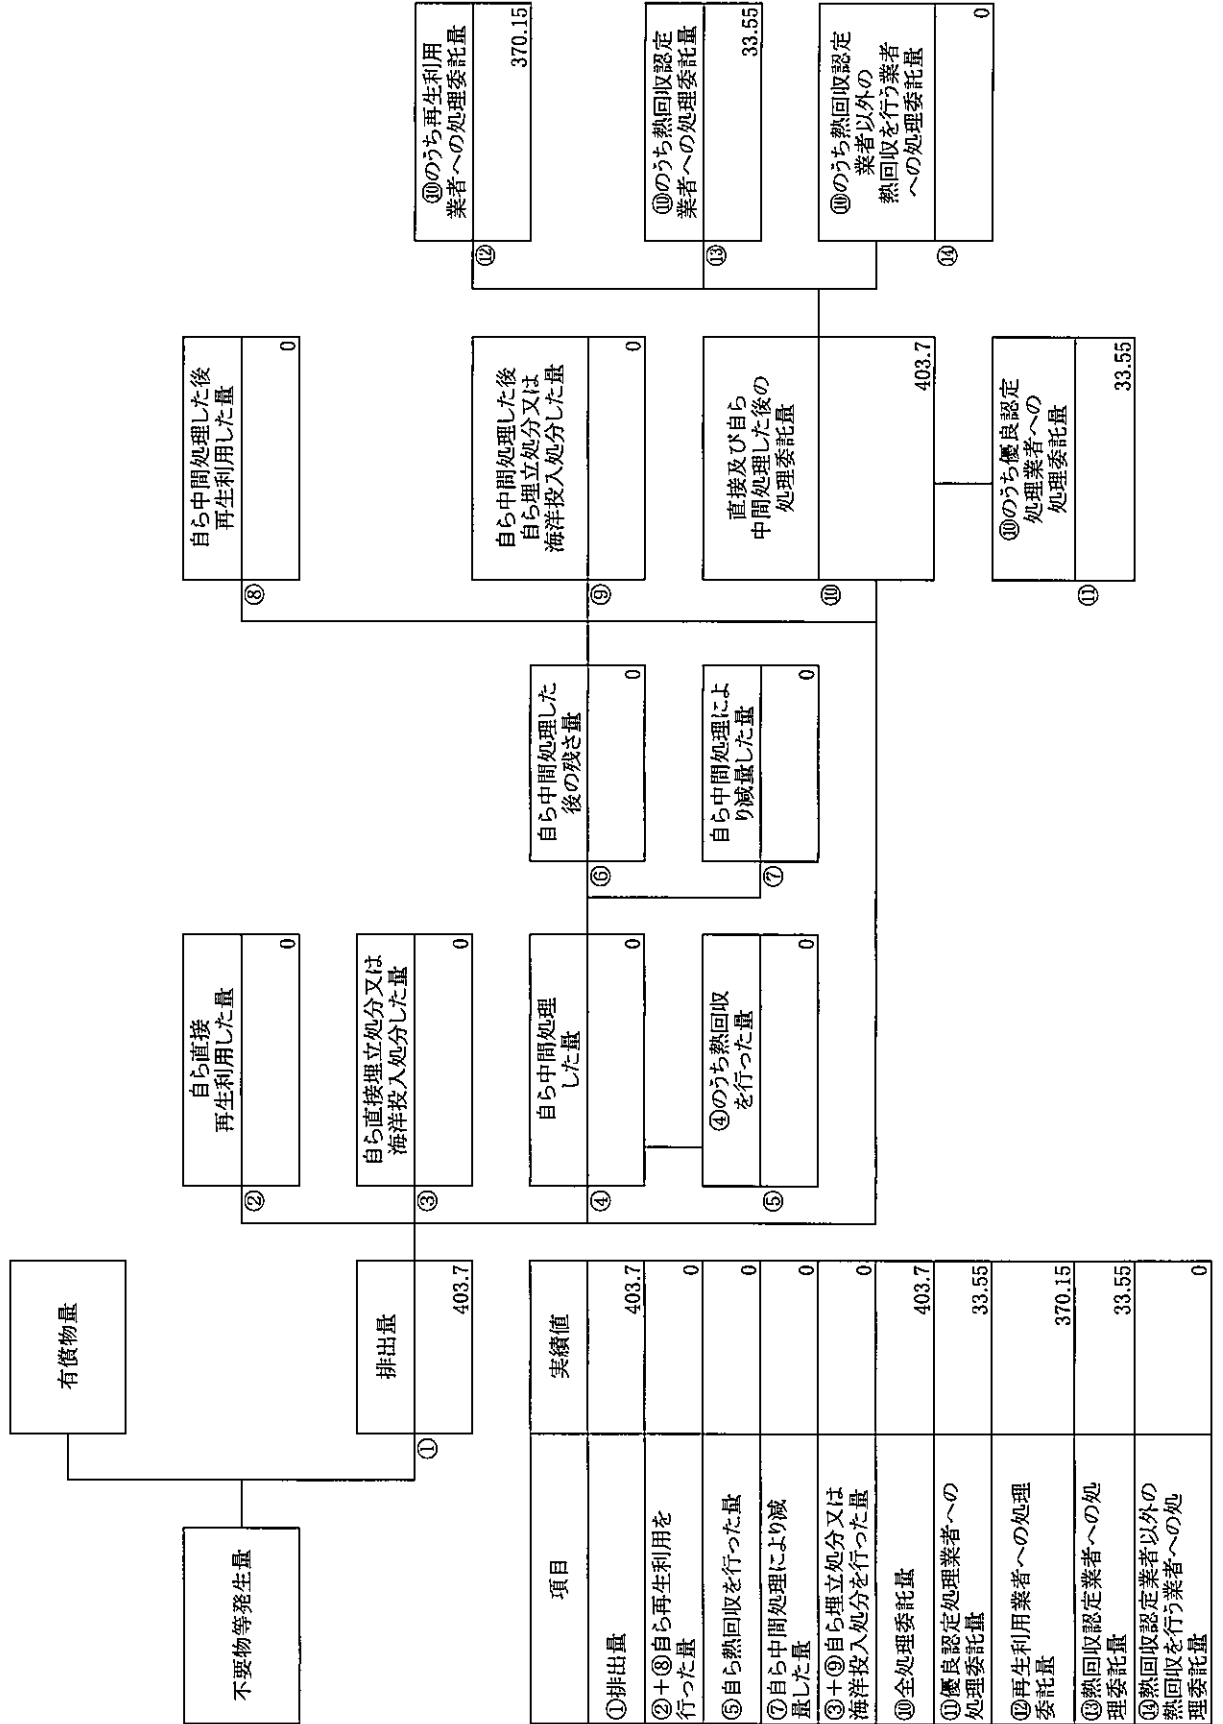 有償物量
不要物等発生量
①
排出量
403.7
②
自ら直接
再生利用した量
0
③
自ら直接埋立処分又は
海洋投入処分した量
0
④
自ら中間処理
した量
0
⑤
④のうち熱回収
を行った量
0
⑥
自ら中間処理した
後の残さ量
0
⑦
自ら中間処理によ
り減量した量
0
⑧
自ら中間処理した後
再生利用した量
0
⑨
自ら中間処理した後
自ら埋立処分又は
海洋投入処分した量
0
⑩
直接及び自ら
中間処理した後の
処理委託量
403.7
⑪
⑩のうち優良認定
処理業者への
処理委託量
33.55
⑫
⑩のうち再生利用
業者への処理委託量
370.15
⑬
⑩のうち熱回収認定
業者への処理委託量
33.55
⑭
⑩のうち熱回収認定
業者以外の
熱回収を行う業者
への処理委託量
0
項目
実績値
①排出量
403.7
②+⑧自ら再生利用を
行った量
0
⑤自ら熱回収を行った量
0
⑦自ら中間処理により減
量した量
0
③+⑨自ら埋立処分又は
海洋投入処分を行った量
0
⑩全処理委託量
403.7
⑪優良認定処理業者への
処理委託量
33.55
⑫再生利用業者への処理
委託量
370.15
⑬熱回収認定業者への処
理委託量
33.55
⑭熱回収認定業者以外の
熱回収を行う業者への処
理委託量
0